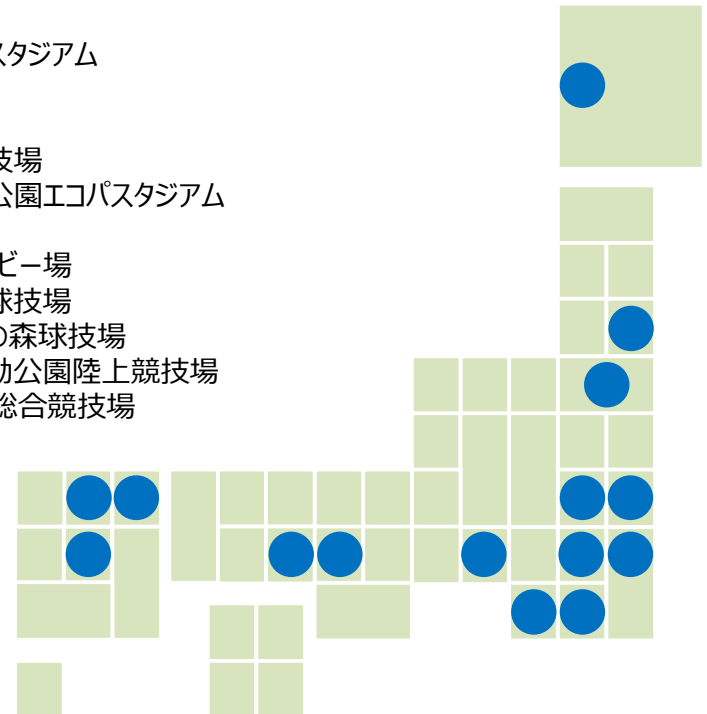 スタジアム
技場
公園エコパスタジアム
ビー場
球技場
の森球技場
動公園陸上競技場
総合競技場